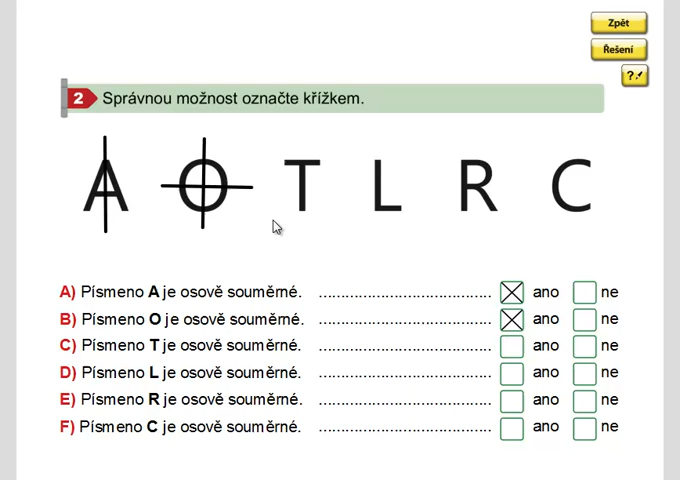 Zpět
Řešení
?
2 Správnou možnost označte křížkem.
A O T L R C
A) Písmeno A je osově souměrné. ...................................... ano ne
B) Písmeno O je osově souměrné. ...................................... ano ne
C) Písmeno T je osově souměrné. ...................................... ano ne
D) Písmeno L je osově souměrné. ...................................... ano ne
E) Písmeno R je osově souměrné. ...................................... ano ne
F) Písmeno C je osově souměrné. ...................................... ano ne